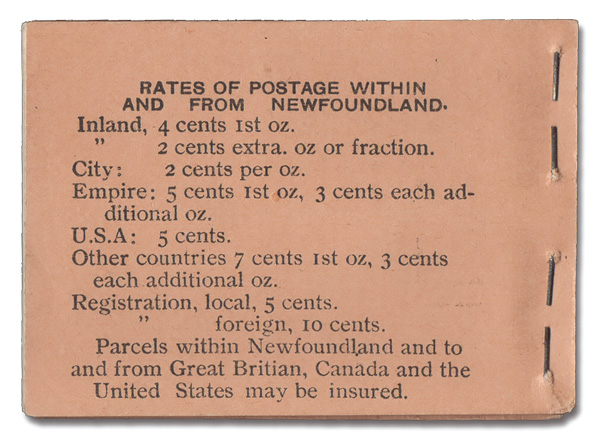 RATES OF POSTAGE WITHIN
AND FROM NEWFOUNDLAND.
Inland, 4 cents 1st oz.
” 2 cents extra. oz or fraction.
City: 2 cents per oz.
Empire: 5 cents 1st oz, 3 cents each ad-
ditional oz.
U.S.A: 5 cents.
Other countries 7 cents 1st oz, 3 cents
each additional oz.
Registration, local, 5 cents.
” foreign, 10 cents.
Parcels within Newfoundland and to
and from Great Britian, Canada and the
United States may be insured.